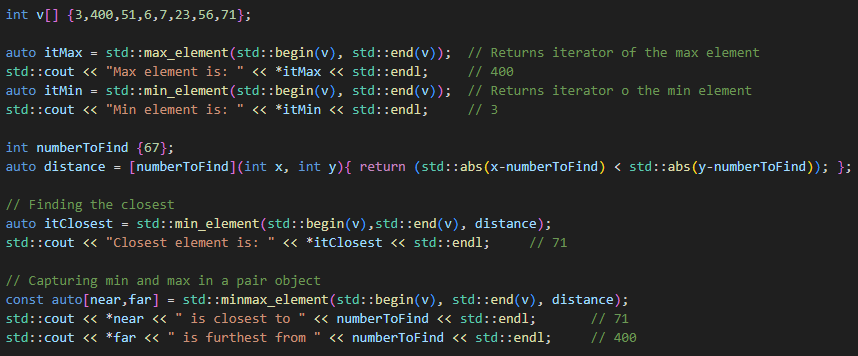 int v[] {3,400,51,6,7,23,56,71};
auto itMax = std::max_element(std::begin(v), std::end(v));  // Returns iterator of the max element
std::cout << "Max element is: " << *itMax << std::endl;     // 400
auto itMin = std::min_element(std::begin(v), std::end(v));  // Returns iterator o the min element
std::cout << "Min element is: " << *itMin << std::endl;     // 3
int numberToFind {67};
auto distance = [numberToFind](int x, int y){ return (std::abs(x-numberToFind) < std::abs(y-numberToFind)); };
// Finding the closest
auto itClosest = std::min_element(std::begin(v),std::end(v), distance);
std::cout << "Closest element is: " << *itClosest << std::endl;     // 71
// Capturing min and max in a pair object
const auto[near,far] = std::minmax_element(std::begin(v), std::end(v), distance);
std::cout << *near << " is closest to " << numberToFind << std::endl;       // 71
std::cout << *far << " is furthest from " << numberToFind << std::endl;     // 400